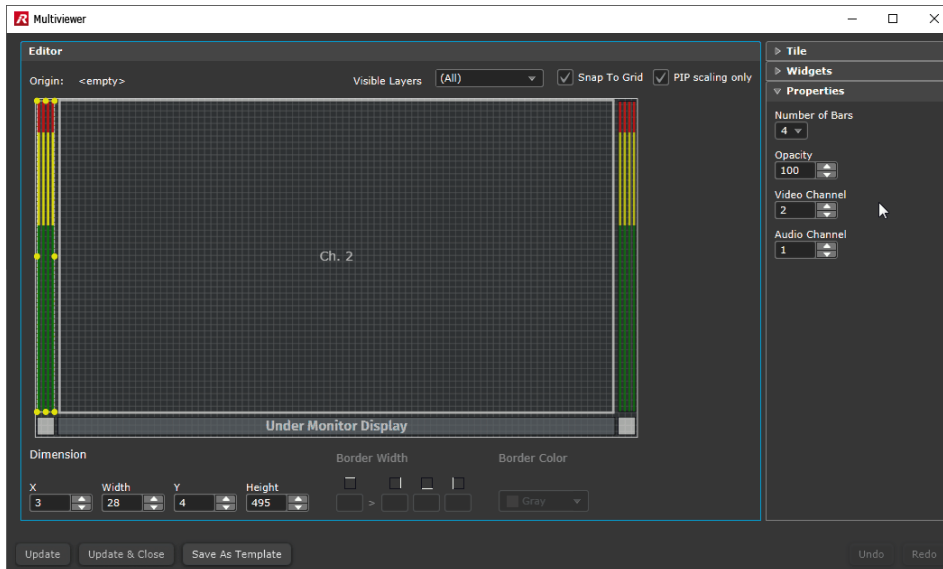 R Multiviewer
Editor
Tile
Origin: <empty>
Visible Layers (All) Snap To Grid PIP scaling only
Widgets
Properties
Number of Bars
4
Opacity
100
Video Channel
2
Audio Channel
1
Ch. 2
Under Monitor Display
Dimension
Border Width
Border Color
X Width Y Height
3 28 4 495 > Gray
Update Update & Close Save As Template Undo Redo